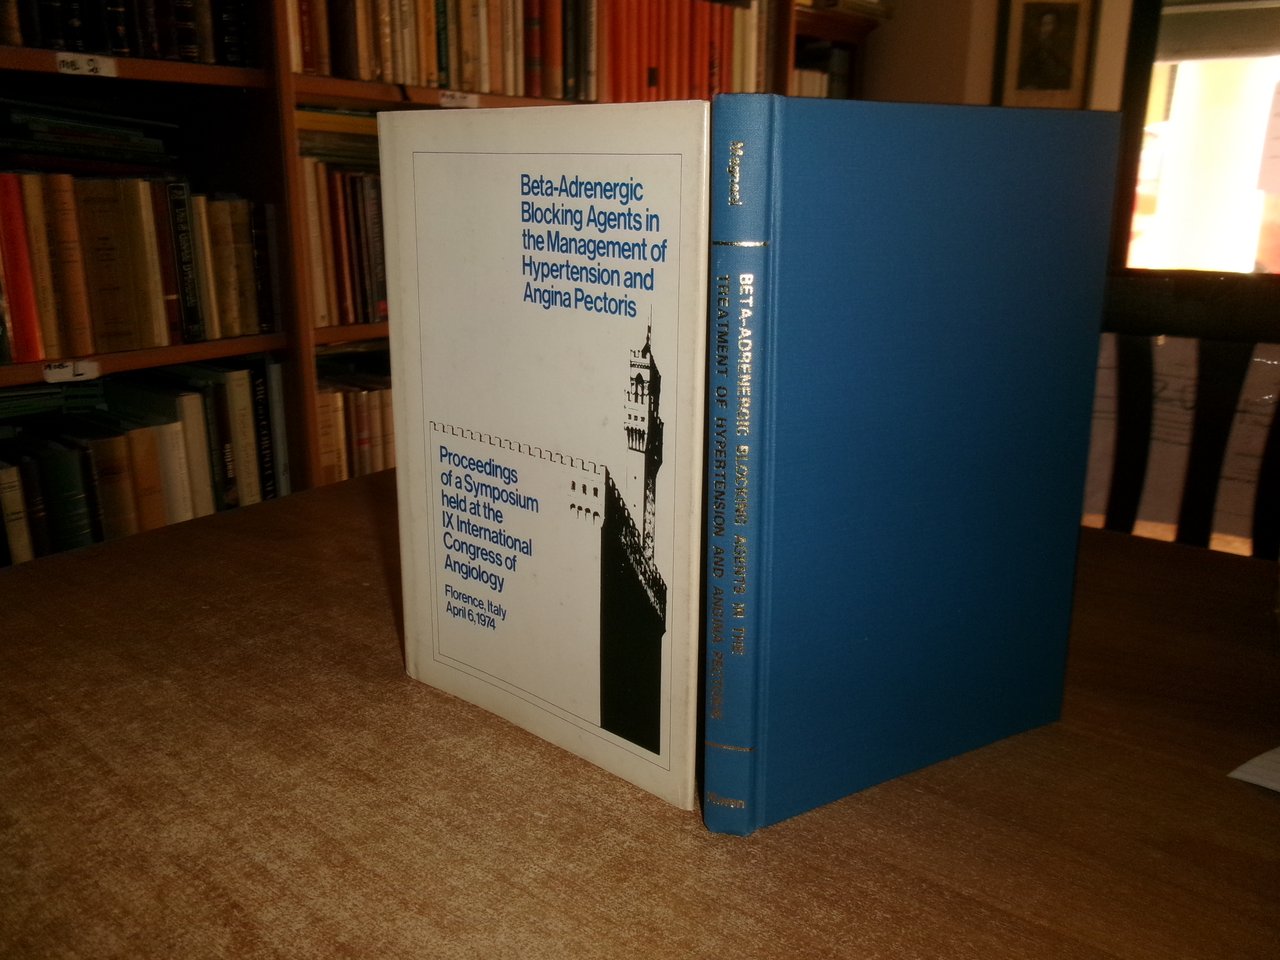 Beta-Adrenergic
Blocking Agents in
the Management of
Hypertension and
Angina Pectoris
Proceedings
of a Symposium
held at the
IX International
Congress of
Angiology
Florence, Italy
April 6, 1974
Magnani
BETA-ADRENERGIC BLOCKING AGENTS IN THE
TREATMENT OF HYPERTENSION AND ANGINA PECTORIS